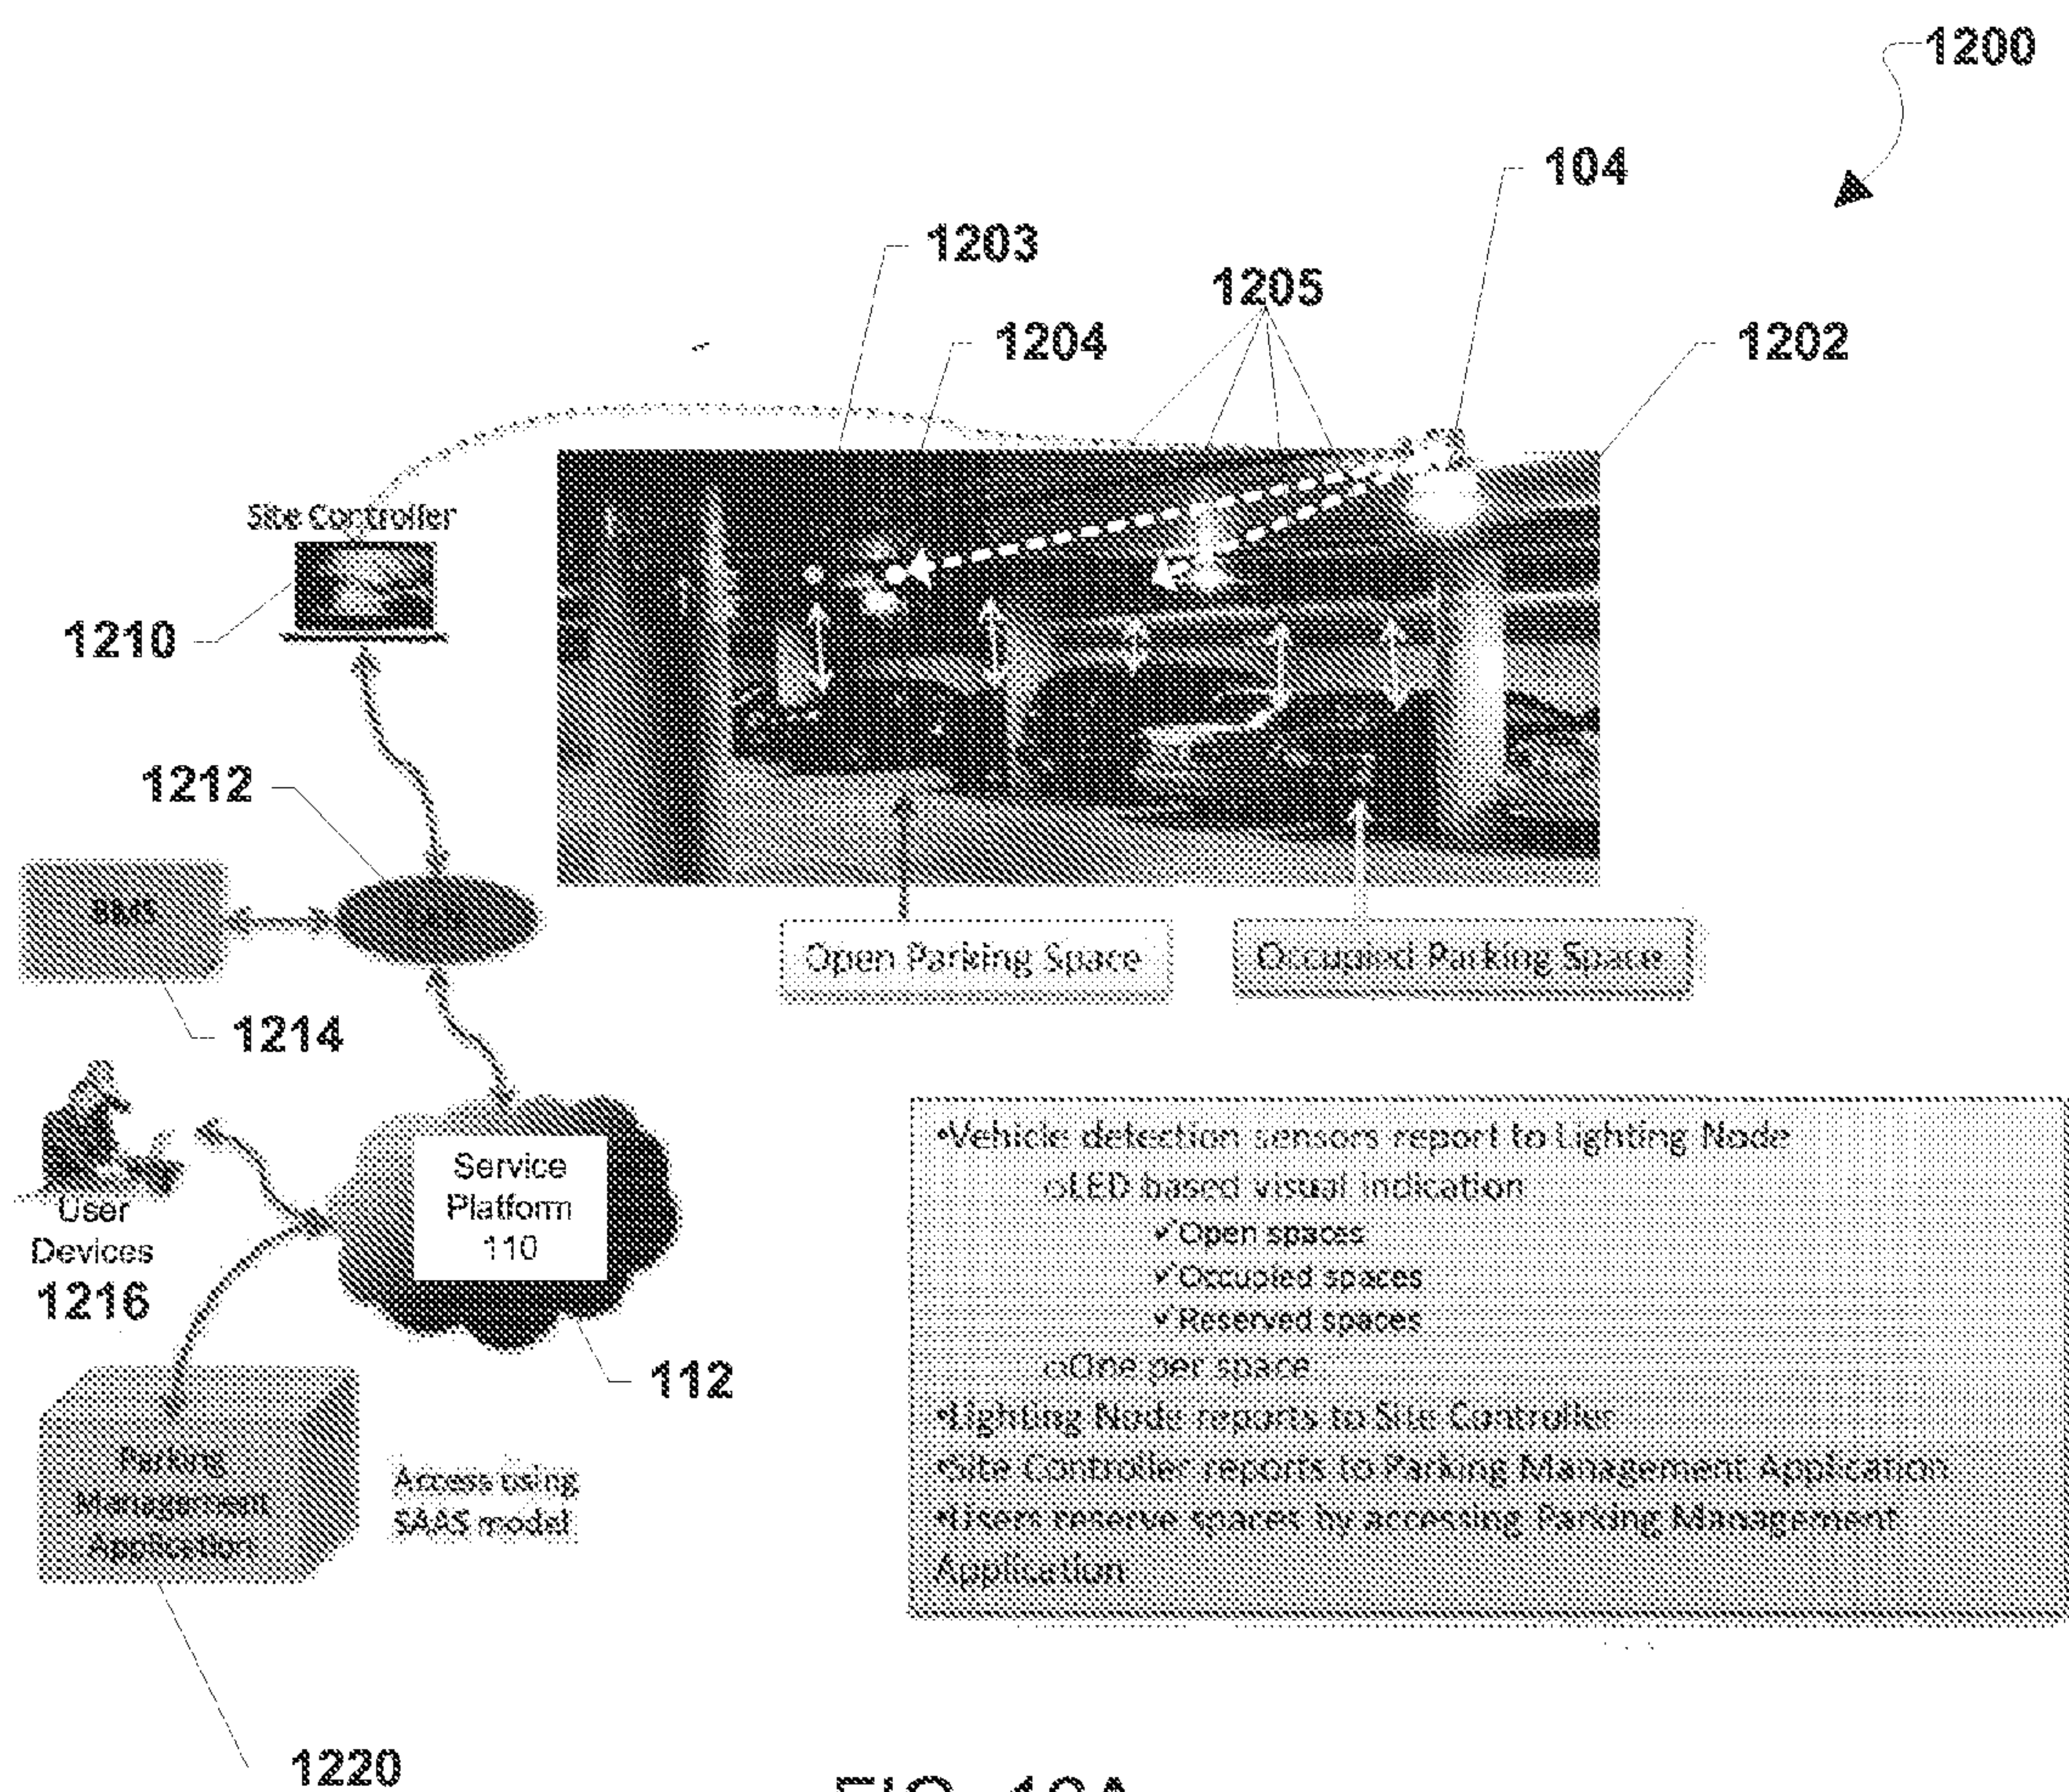 1200
104
1203
1205
1204
1202
Site Controller
1210
1212
BMS
1214
Open Parking Space
Occupied Parking Space
User
Devices
1216
Service
Platform
110
112
Parking
Management
Application
Access using
SAAS model
1220
•Vehicle detection sensors report to Lighting Node
oLED based visual indication
✓Open spaces
✓Occupied spaces
✓Reserved spaces
oOne per space
•Lighting Node reports to Site Controller
•Site Controller reports to Parking Management Application
•Users reserve spaces by accessing Parking Management
Application